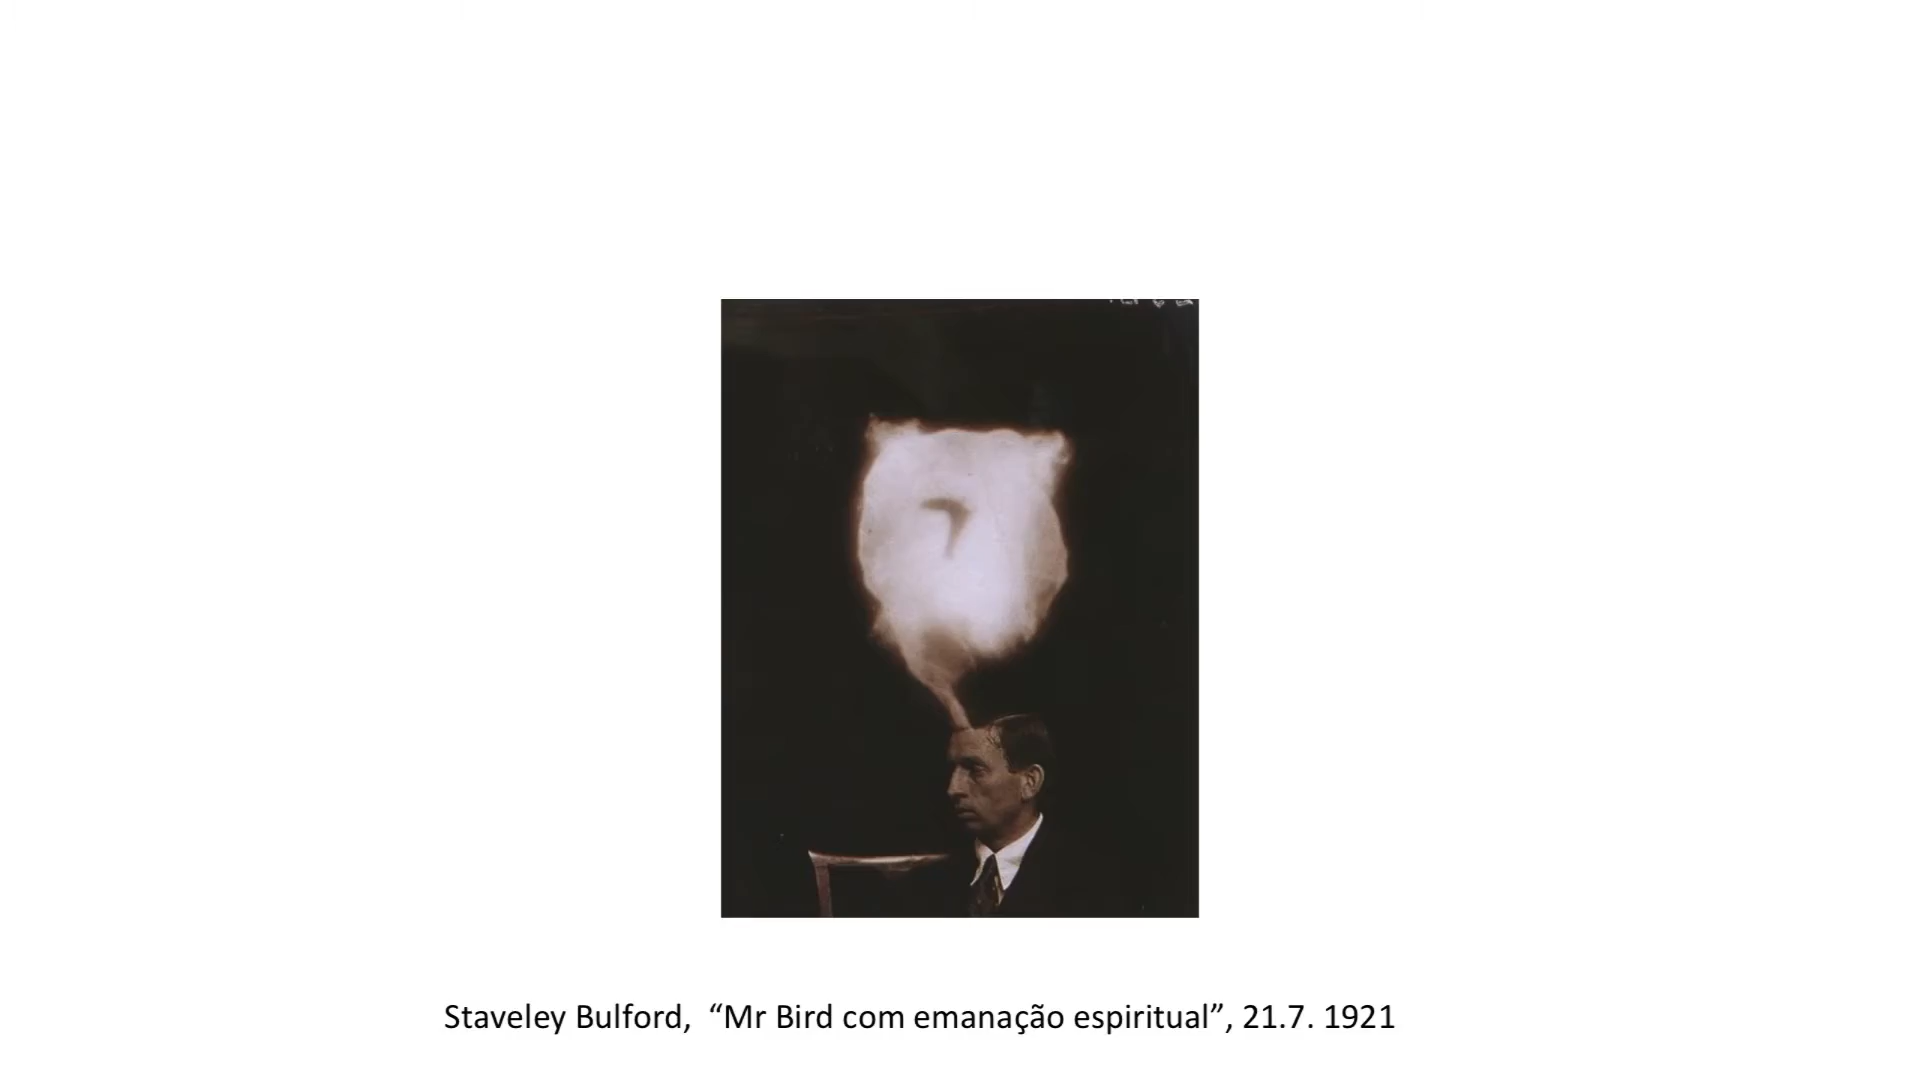 Staveley Bulford,  “Mr Bird com emanação espiritual”, 21.7. 1921